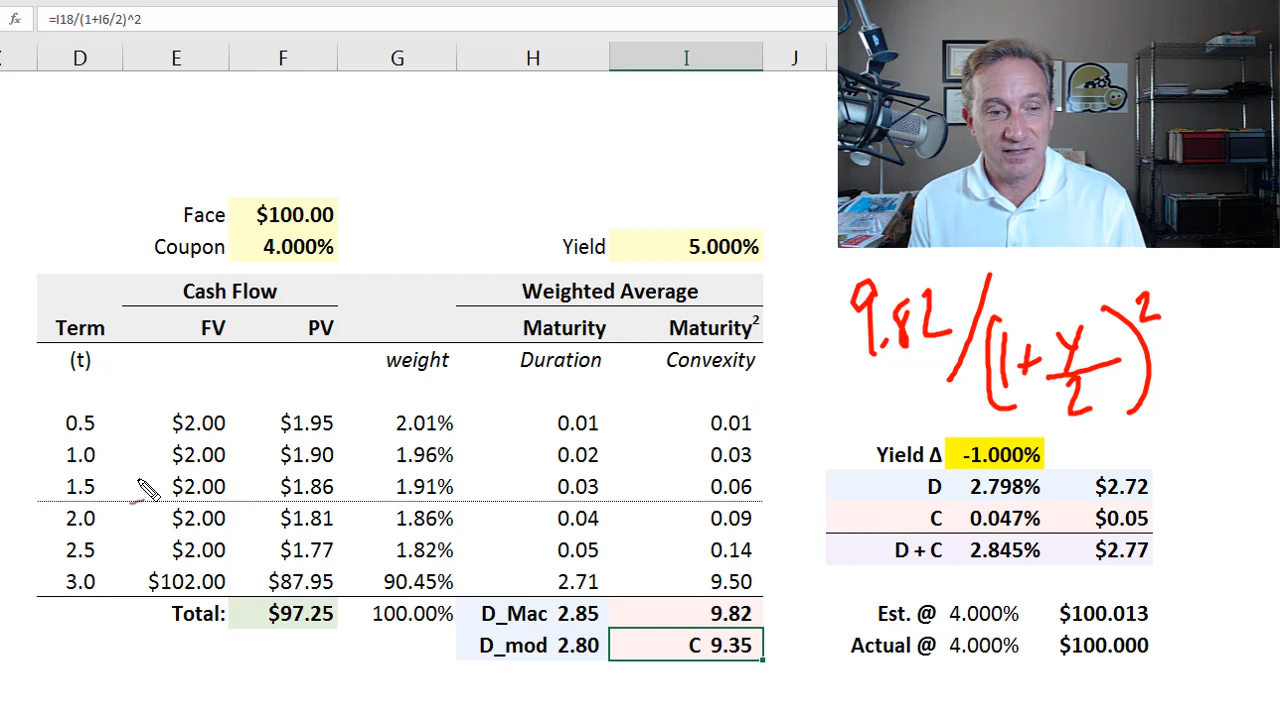 fx =I18/(1+I6/2)^2
D E F G H I J
Face $100.00
Coupon 4.000% Yield 5.000%
Cash Flow Weighted Average
Term FV PV Maturity Maturity²
(t) weight Duration Convexity
0.5 $2.00 $1.95 2.01% 0.01 0.01
1.0 $2.00 $1.90 1.96% 0.02 0.03
1.5 $2.00 $1.86 1.91% 0.03 0.06
2.0 $2.00 $1.81 1.86% 0.04 0.09
2.5 $2.00 $1.77 1.82% 0.05 0.14
3.0 $102.00 $87.95 90.45% 2.71 9.50
Total: $97.25 100.00% D_Mac 2.85 9.82
D_mod 2.80 C 9.35
9.82/(1+y/2)²
Yield Δ -1.000%
D 2.798% $2.72
C 0.047% $0.05
D + C 2.845% $2.77
Est. @ 4.000% $100.013
Actual @ 4.000% $100.000